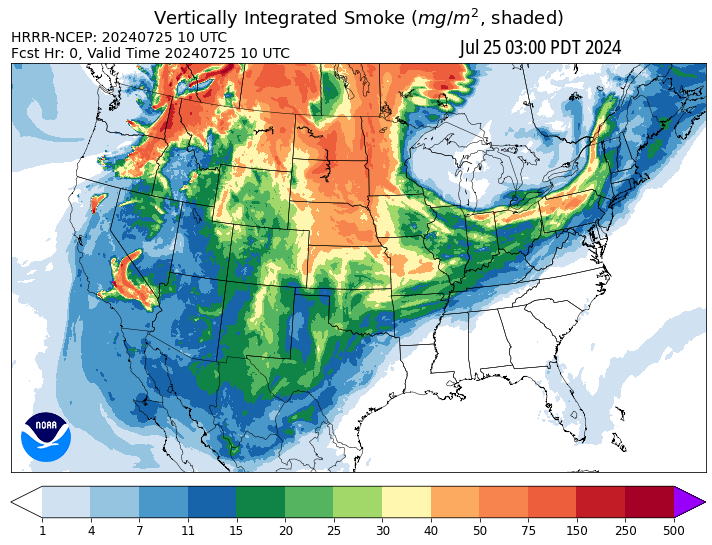 Vertically Integrated Smoke (mg/m², shaded)
HRRR-NCEP: 20240725 10 UTC
Fcst Hr: 0, Valid Time 20240725 10 UTC
Jul 25 03:00 PDT 2024
NOAA
1 4 7 11 15 20 25 30 40 50 75 150 250 500